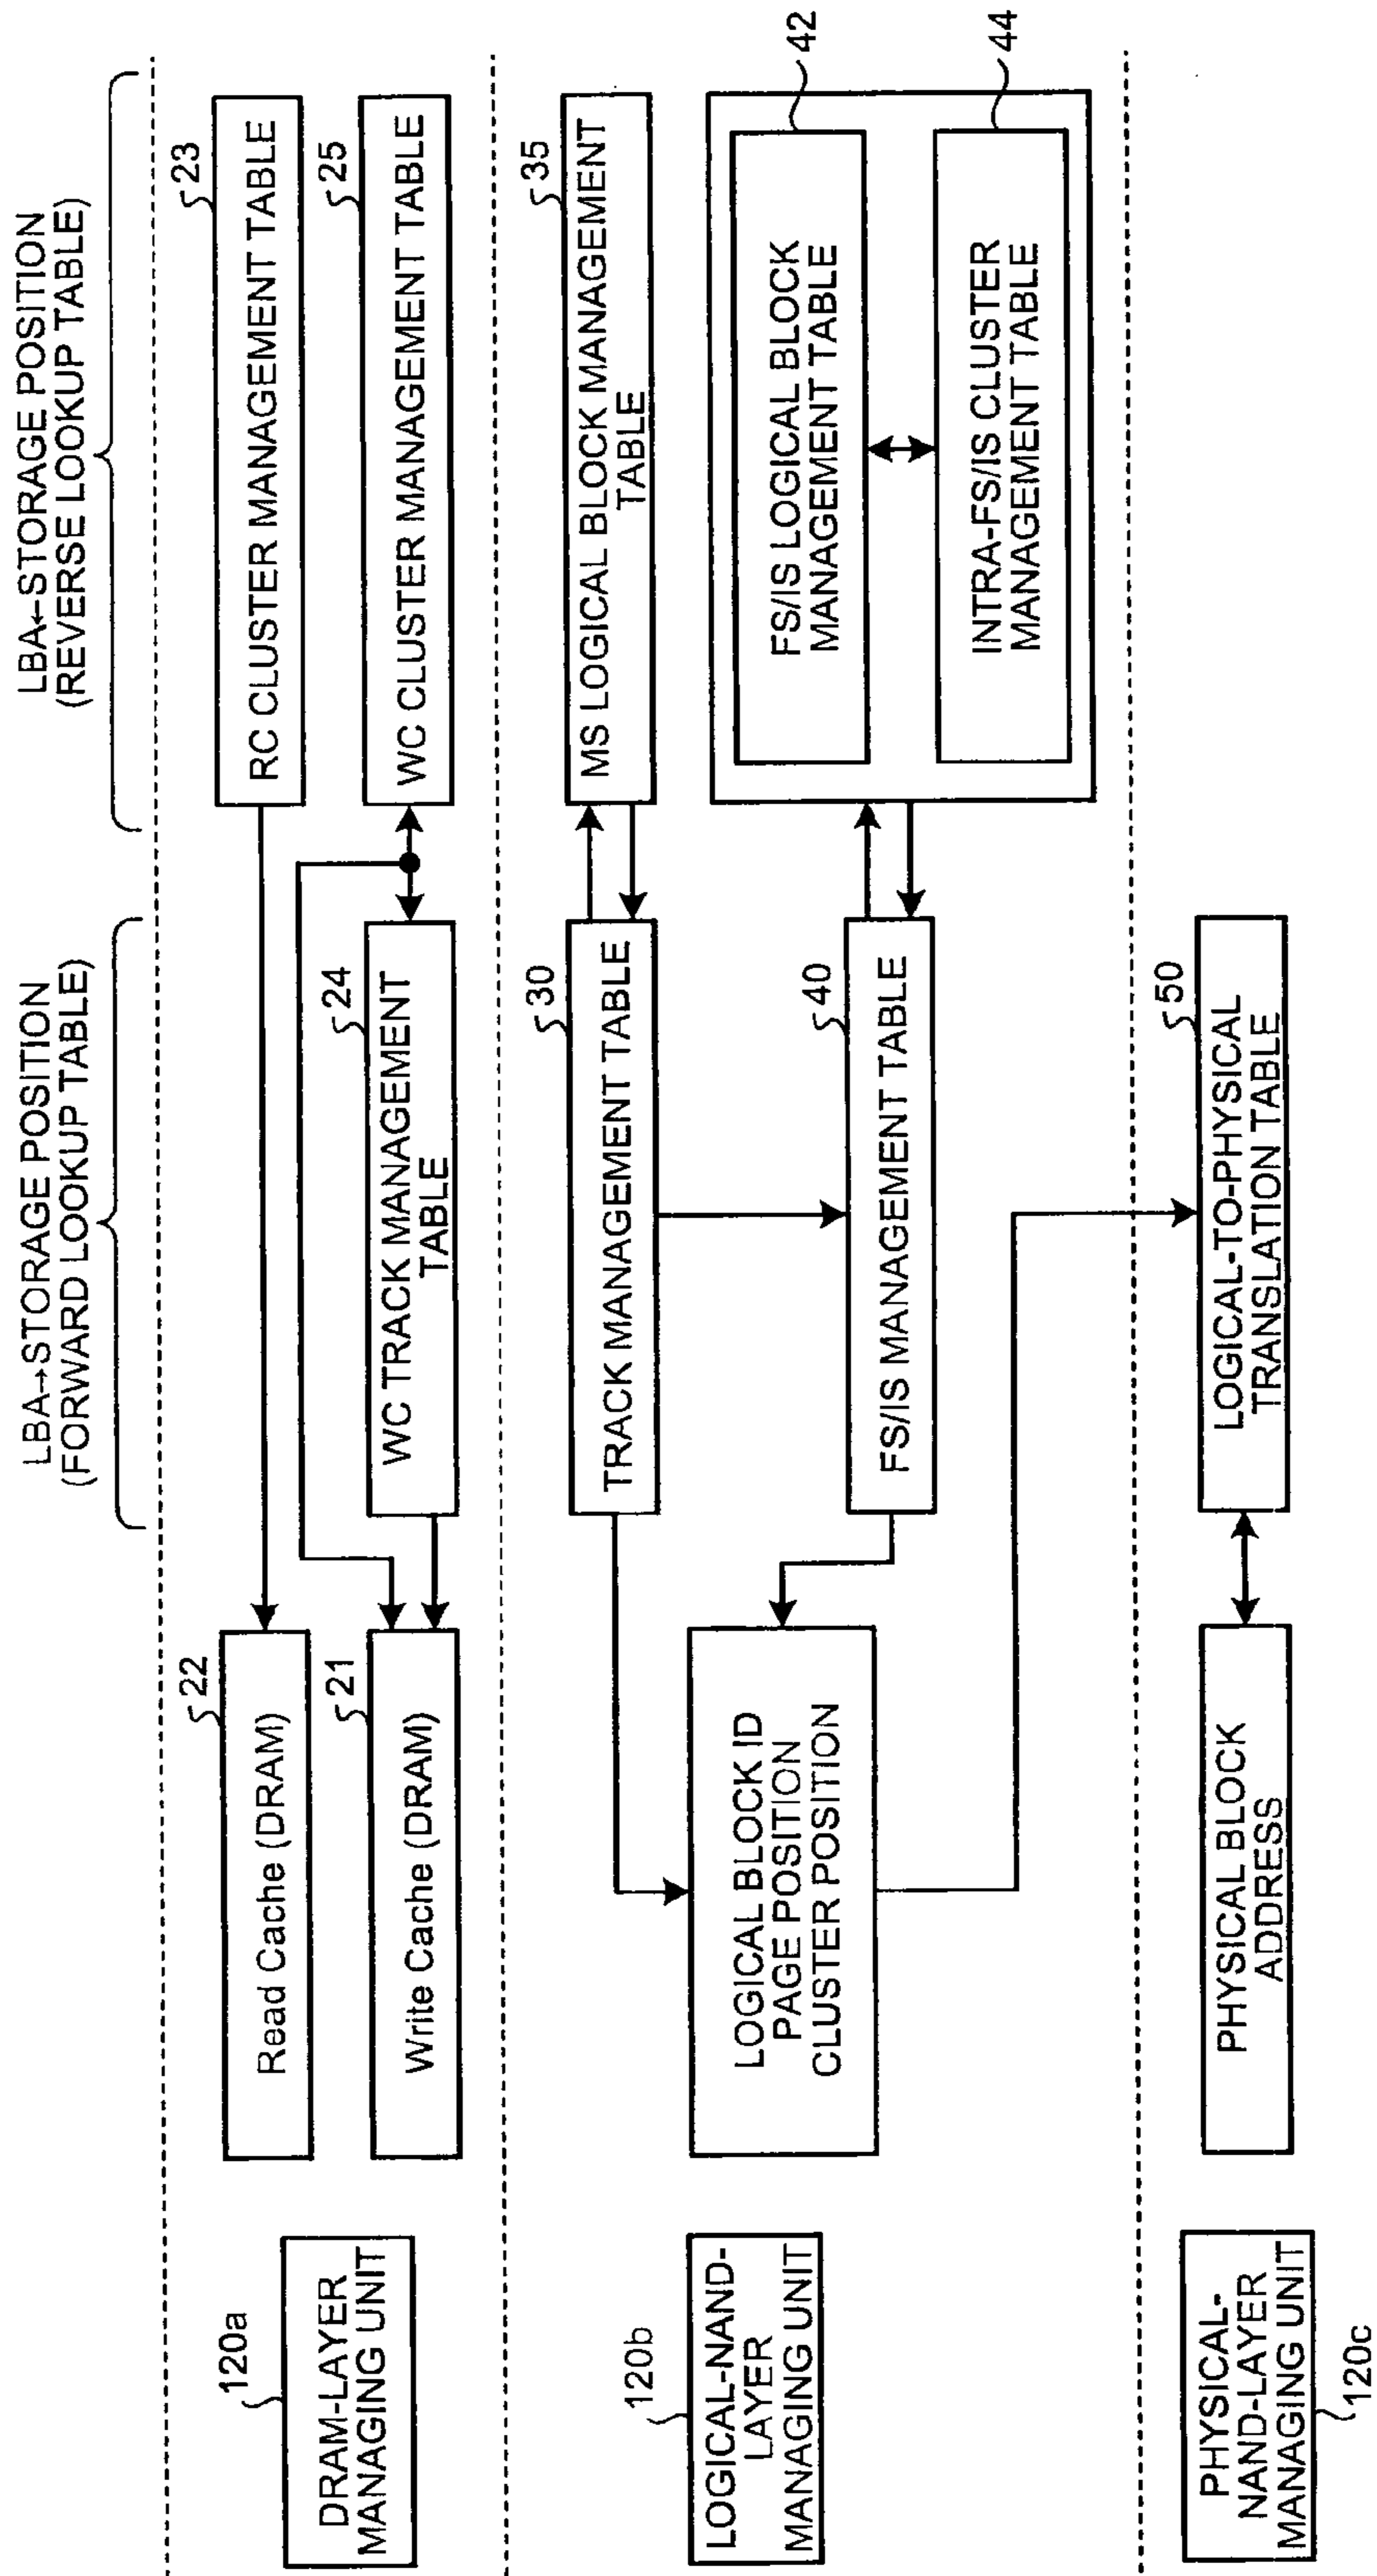 LBA→STORAGE POSITION
(FORWARD LOOKUP TABLE)
LBA←STORAGE POSITION
(REVERSE LOOKUP TABLE)
120a
DRAM-LAYER
MANAGING UNIT
22
Read Cache (DRAM)
23
RC CLUSTER MANAGEMENT TABLE
21
Write Cache (DRAM)
24
WC TRACK MANAGEMENT
TABLE
25
WC CLUSTER MANAGEMENT TABLE
120b
LOGICAL-NAND-
LAYER
MANAGING UNIT
LOGICAL BLOCK ID
PAGE POSITION
CLUSTER POSITION
30
TRACK MANAGEMENT TABLE
35
MS LOGICAL BLOCK MANAGEMENT
TABLE
40
FS/IS MANAGEMENT TABLE
42
FS/IS LOGICAL BLOCK
MANAGEMENT TABLE
44
INTRA-FS/IS CLUSTER
MANAGEMENT TABLE
PHYSICAL-
NAND-LAYER
MANAGING UNIT
120c
PHYSICAL BLOCK
ADDRESS
50
LOGICAL-TO-PHYSICAL
TRANSLATION TABLE